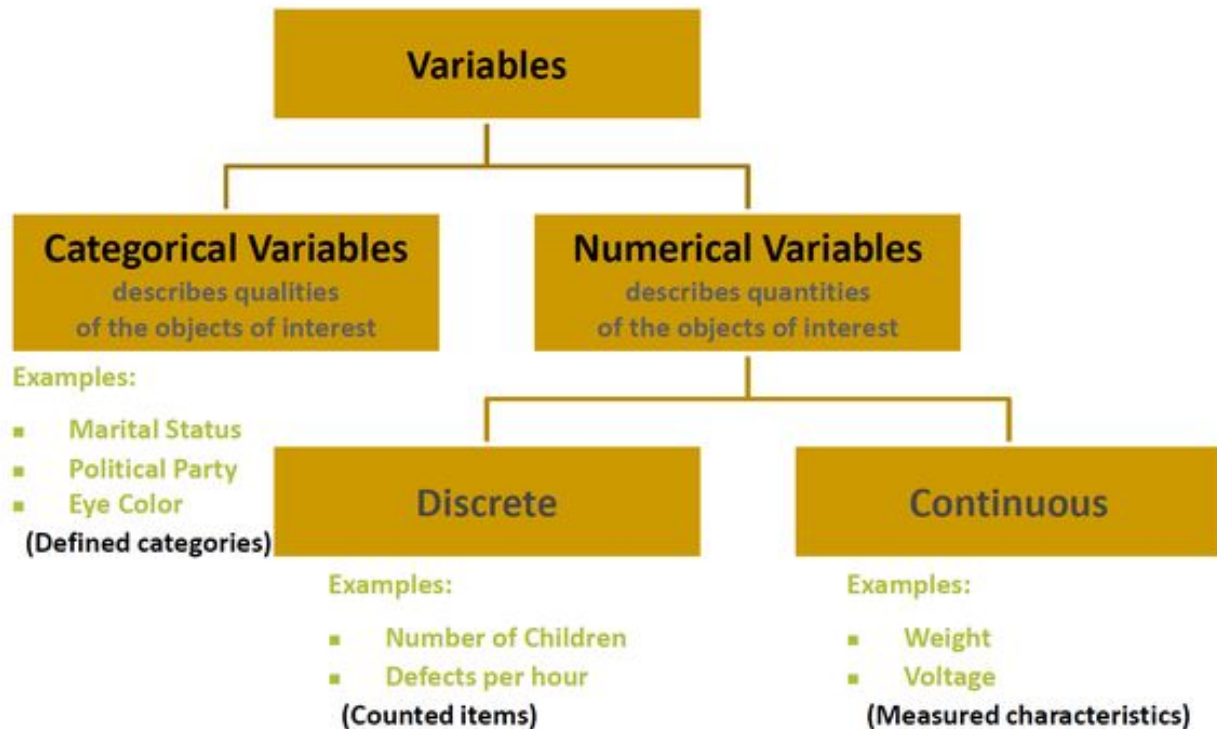 Variables
Categorical Variables
describes qualities
of the objects of interest
Numerical Variables
describes quantities
of the objects of interest
Examples:
▪ Marital Status
▪ Political Party
▪ Eye Color
(Defined categories)
Discrete
Examples:
▪ Number of Children
▪ Defects per hour
(Counted items)
Continuous
Examples:
▪ Weight
▪ Voltage
(Measured characteristics)